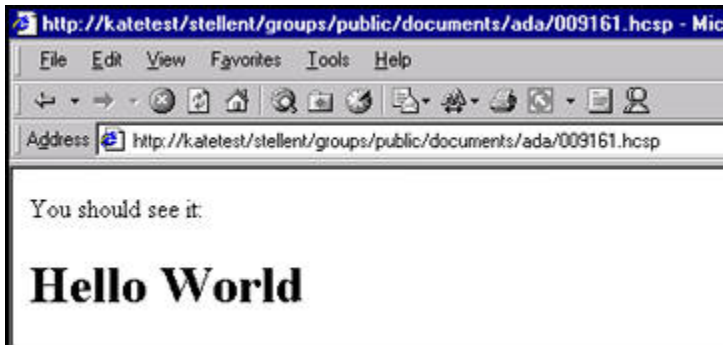 http://katetest/stellent/groups/public/documents/ada/009161.hcsp - Mic
File Edit View Favorites Tools Help
Address http://katetest/stellent/groups/public/documents/ada/009161.hcsp
You should see it:
Hello World